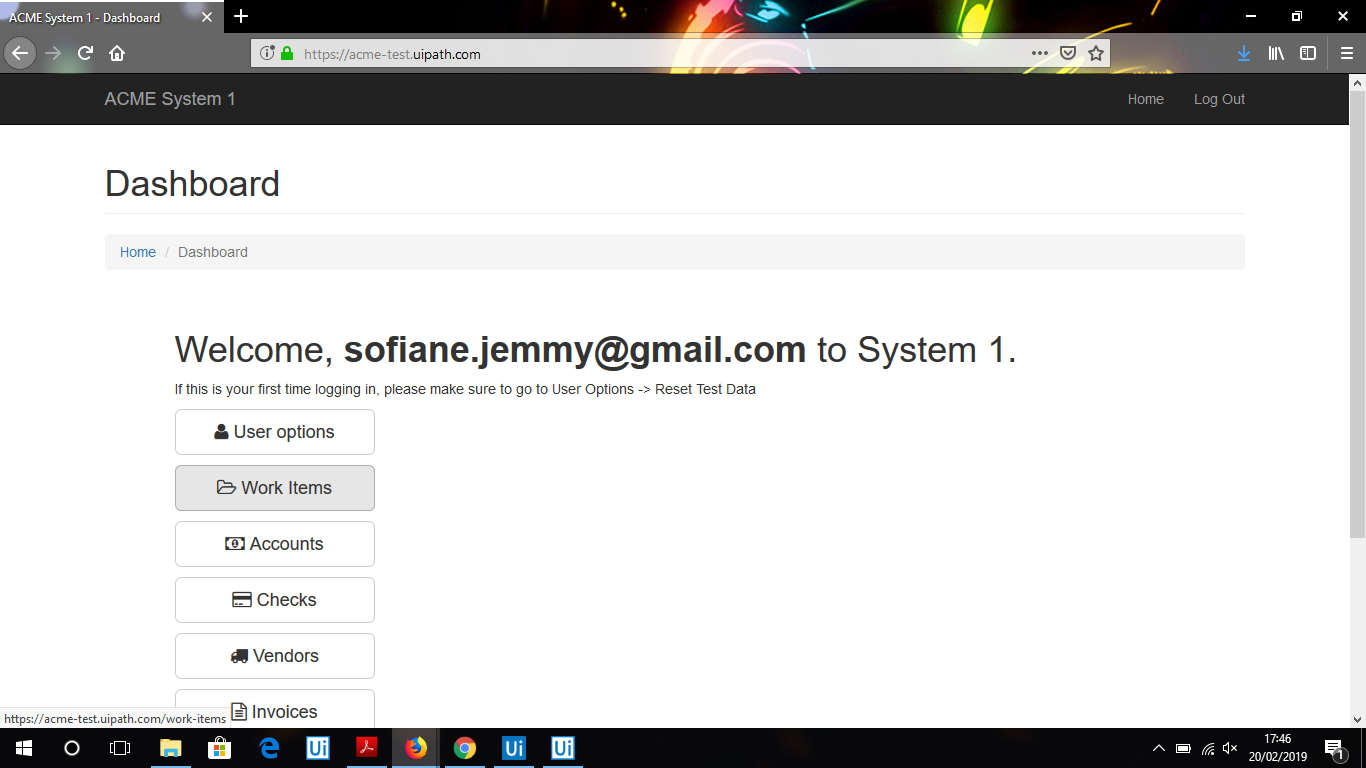 ACME System 1 - Dashboard
https://acme-test.uipath.com
ACME System 1
Home
Log Out
Dashboard
Home / Dashboard
Welcome, sofiane.jemmy@gmail.com to System 1.
If this is your first time logging in, please make sure to go to User Options -> Reset Test Data
User options
Work Items
Accounts
Checks
Vendors
Invoices
https://acme-test.uipath.com/work-items
Ui
Ui
Ui
17:46
20/02/2019
1